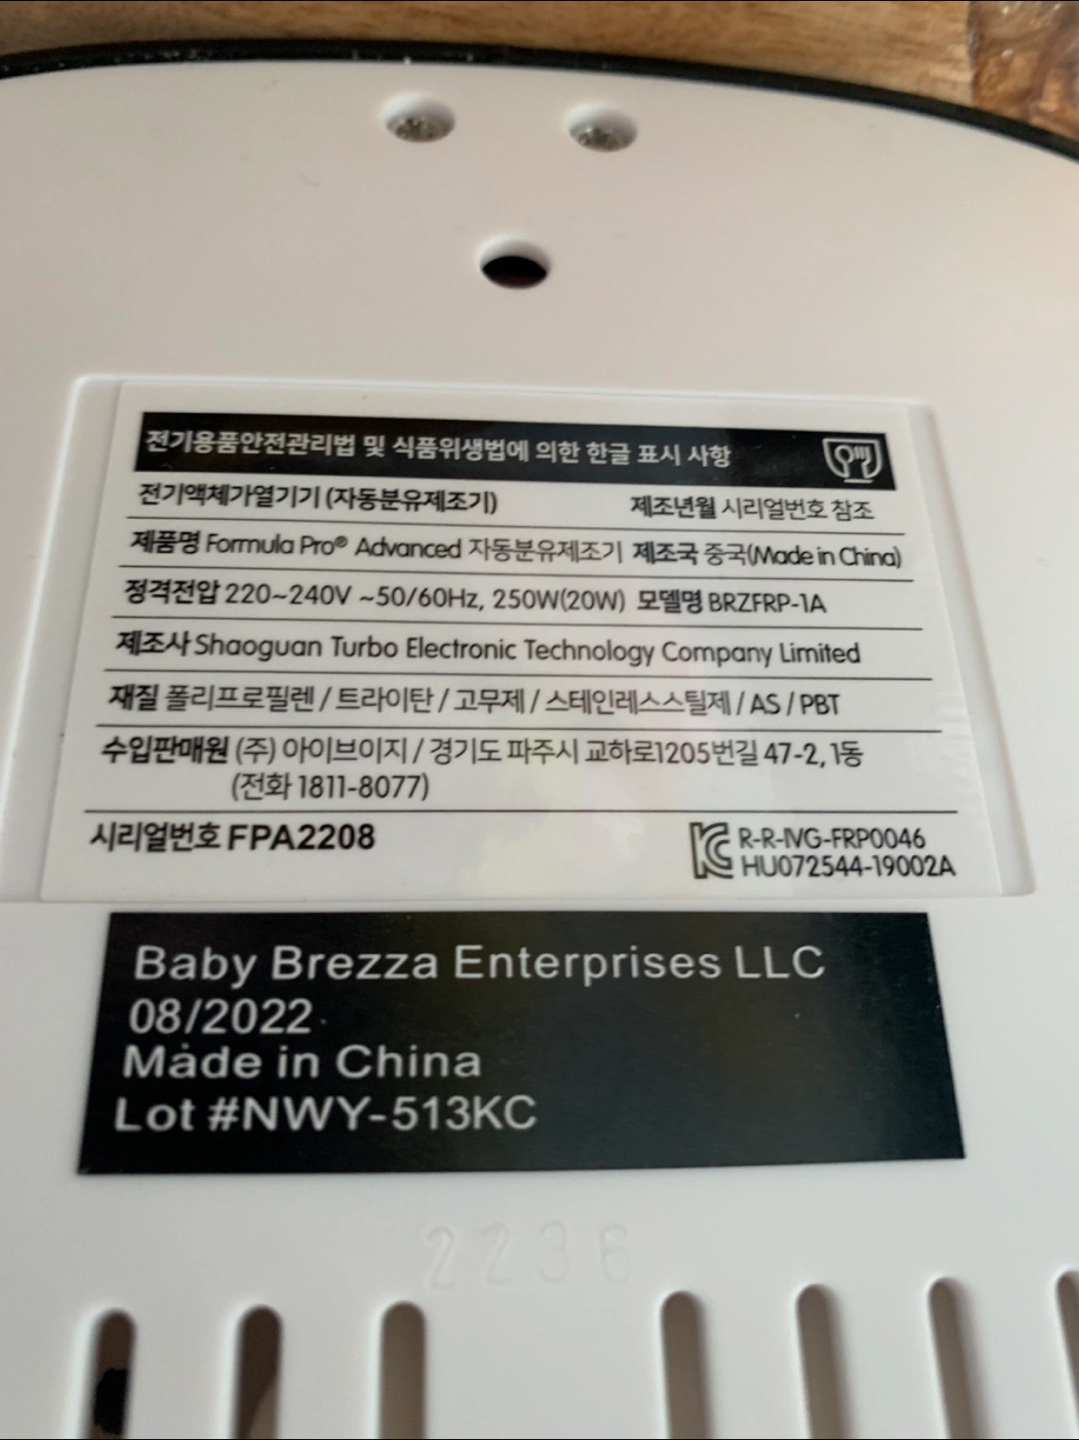 전기용품안전관리법 및 식품위생법에 의한 한글 표시 사항
전기액체가열기기 (자동분유제조기) 제조년월 시리얼번호 참조
제품명 Formula Pro® Advanced 자동분유제조기 제조국 중국(Made in China)
정격전압 220~240V ~50/60Hz, 250W(20W) 모델명 BRZFRP-1A
제조사 Shaoguan Turbo Electronic Technology Company Limited
재질 폴리프로필렌 / 트라이탄 / 고무제 / 스테인레스스틸제 / AS / PBT
수입판매원 (주) 아이브이지 / 경기도 파주시 교하로1205번길 47-2, 1동
(전화 1811-8077)
시리얼번호 FPA2208
R-R-IVG-FRP0046
HU072544-19002A
Baby Brezza Enterprises LLC
08/2022
Made in China
Lot #NWY-513KC
2236